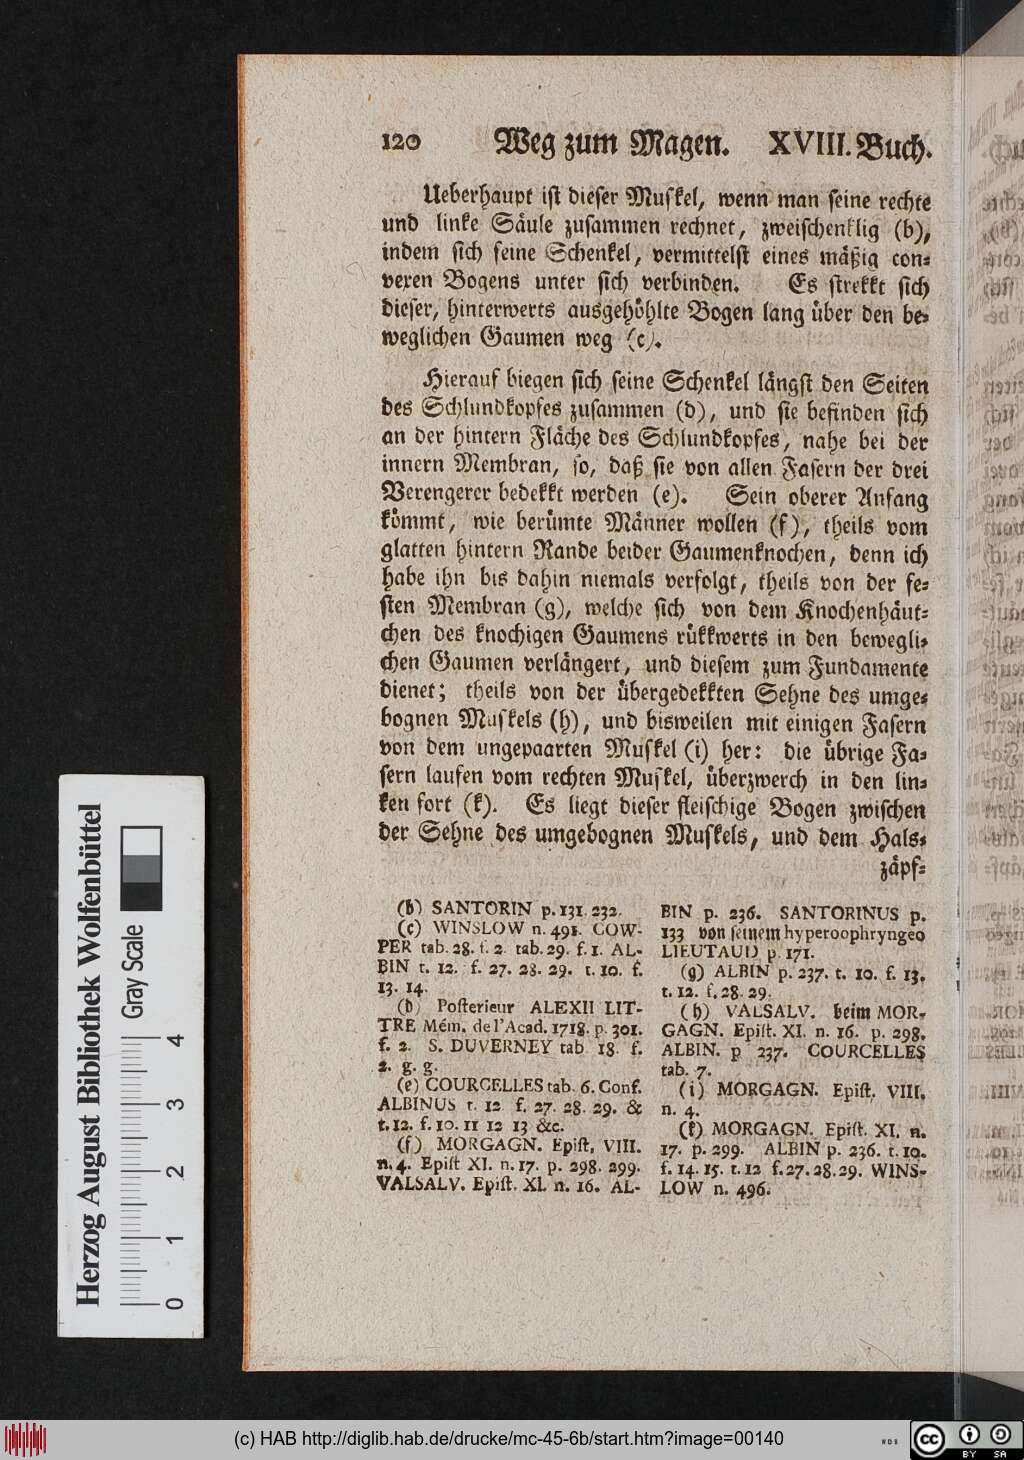 120 Weg zum Magen. XVIII. Buch.
Ueberhaupt ist dieser Muskel, wenn man seine rechte
und linke Säule zusammen rechnet, zweischenklig (b),
indem sich seine Schenkel, vermittelst eines mäßig con⸗
vexen Bogens unter sich verbinden. Es strekkt sich
dieser, hinterwerts ausgehöhlte Bogen lang über den be⸗
weglichen Gaumen weg (c).
Hierauf biegen sich seine Schenkel längst den Seiten
des Schlundkopfes zusammen (d), und sie befinden sich
an der hintern Fläche des Schlundkopfes, nahe bei der
innern Membran, so, daß sie von allen Fasern der drei
Verengerer bedekkt werden (e). Sein oberer Anfang
kömmt, wie berümte Männer wollen (f), theils vom
glatten hintern Rande beider Gaumenknochen, denn ich
habe ihn bis dahin niemals verfolgt, theils von der fe⸗
sten Membran (g), welche sich von dem Knochenhäut⸗
chen des knochigen Gaumens rükkwerts in den bewegli⸗
chen Gaumen verlängert, und diesem zum Fundamente
dienet; theils von der übergedekkten Sehne des umge⸗
bognen Muskels (h), und bisweilen mit einigen Fasern
von dem ungepaarten Muskel (i) her: die übrige Fa⸗
sern laufen vom rechten Muskel, überzwerch in den lin⸗
ken fort (k). Es liegt dieser fleischige Bogen zwischen
der Sehne des umgebognen Muskels, und dem Hals⸗
zäpf⸗
(b) SANTORIN p. 131. 232.
(c) WINSLOW n. 491. COW-
PER tab. 28. f. 2. tab. 29. f. 1. AL-
BIN t. 12. f. 27. 28. 29. t. 10. f.
13. 14.
(d) Posterieur ALEXII LIT-
TRE Mém. de l'Acad. 1718. p. 301.
f. 2. S. DUVERNEY tab. 18. f.
2. g. g.
(e) COURCELLES tab. 6. Conf.
ALBINUS t. 12. f. 27. 28. 29. &
t. 12. f. 10. 11 12 13 &c.
(f) MORGAGN. Epist. VIII.
n. 4. Epist XI. n. 17. p. 298. 299.
VALSALV. Epist. XI. n. 16. AL-
BIN p. 236. SANTORINUS p.
133 von seinem hyperoophryngeo
LIEUTAUD p. 171.
(g) ALBIN p. 237. t. 10. f. 13.
t. 12. f. 28. 29.
(h) VALSALV. beim MOR-
GAGN. Epist. XI. n. 16. p. 298.
ALBIN. p 237. COURCELLES
tab. 7.
(i) MORGAGN. Epist. VIII.
n. 4.
(k) MORGAGN. Epist. XI. n.
17. p. 299. ALBIN p. 236. t. 10.
f. 14. 15. t. 12 f. 27. 28. 29. WINS-
LOW n. 496.
Herzog August Bibliothek Wolfenbüttel
Gray Scale
0 1 2 3 4
(c) HAB http://diglib.hab.de/drucke/mc-45-6b/start.htm?image=00140
cc BY SA